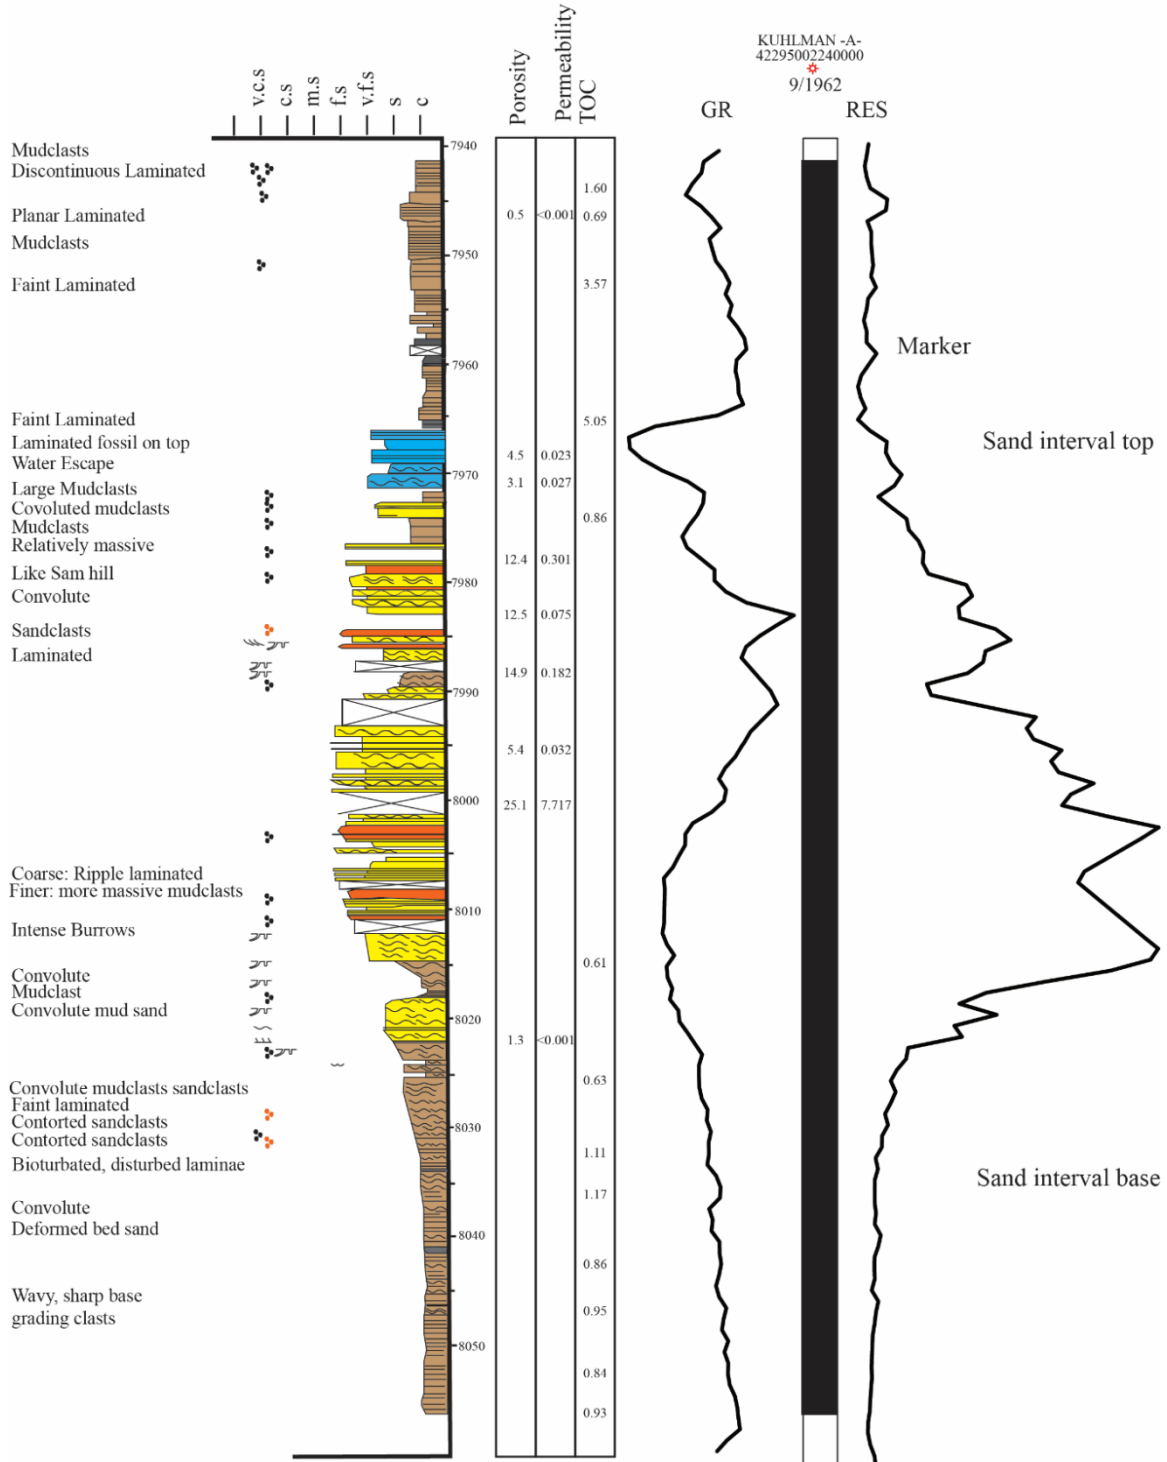 KUHLMAN -A-
42295002240000
9/1962
v.c.s
c.s
m.s
f.s
v.f.s
s
c
Porosity
Permeability
TOC
GR
RES
Mudclasts
Discontinuous Laminated
Planar Laminated
Mudclasts
Faint Laminated
Faint Laminated
Laminated fossil on top
Water Escape
Large Mudclasts
Covoluted mudclasts
Mudclasts
Relatively massive
Like Sam hill
Convolute
Sandclasts
Laminated
Coarse: Ripple laminated
Finer: more massive mudclasts
Intense Burrows
Convolute
Mudclast
Convolute mud sand
Convolute mudclasts sandclasts
Faint laminated
Contorted sandclasts
Contorted sandclasts
Bioturbated, disturbed laminae
Convolute
Deformed bed sand
Wavy, sharp base
grading clasts
7940
7950
7960
7970
7980
7990
8000
8010
8020
8030
8040
8050
1.60
0.5 <0.001 0.69
3.57
5.05
4.5 0.023
3.1 0.027
0.86
12.4 0.301
12.5 0.075
14.9 0.182
5.4 0.032
25.1 7.717
0.61
1.3 <0.001
0.63
1.11
1.17
0.86
0.95
0.84
0.93
Marker
Sand interval top
Sand interval base